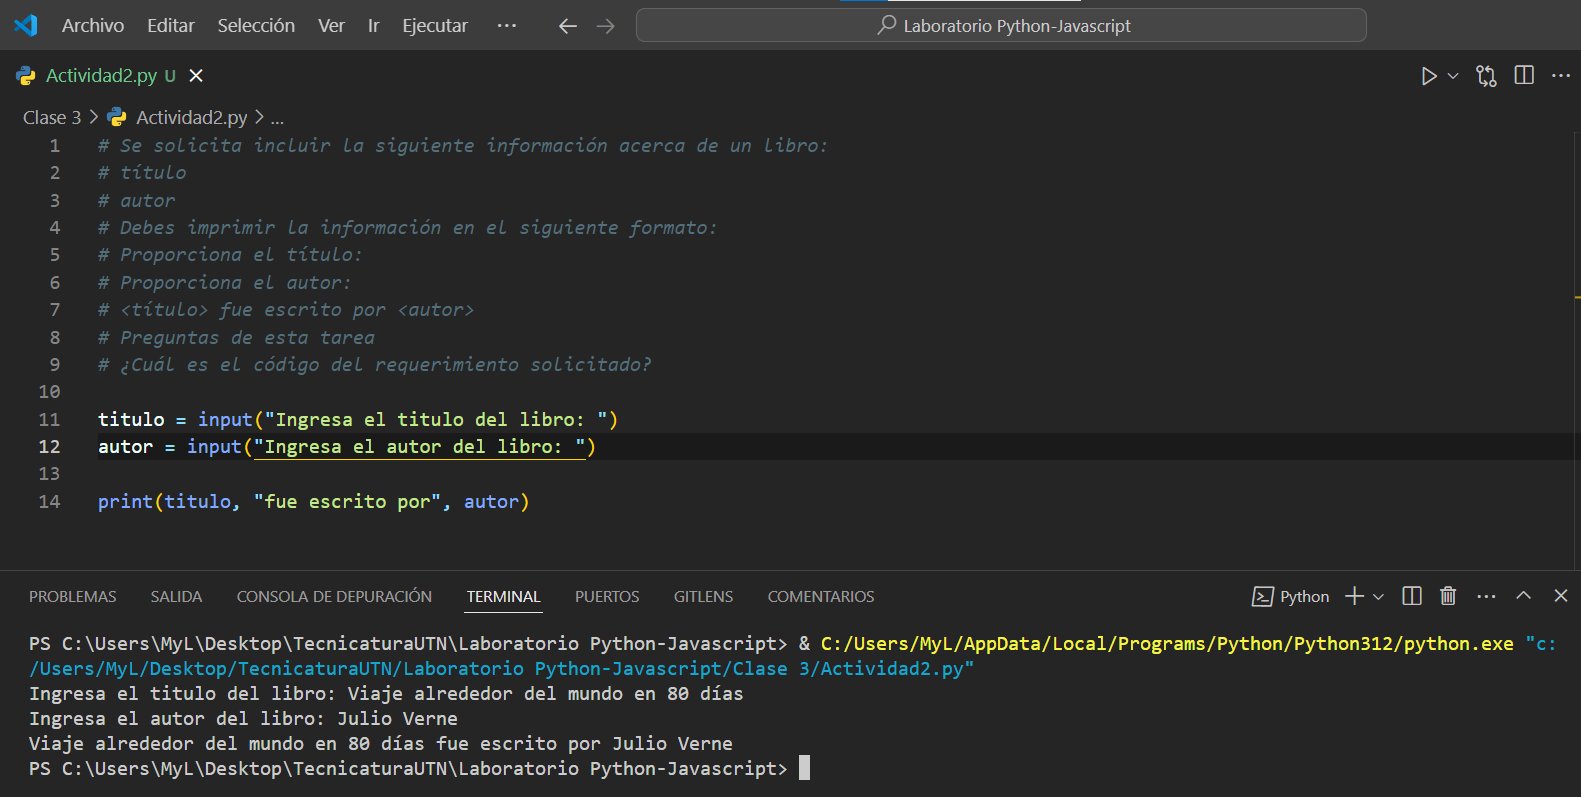 Archivo Editar Selección Ver Ir Ejecutar ··· Laboratorio Python-Javascript
Actividad2.py U
Clase 3 > Actividad2.py > ...
1 # Se solicita incluir la siguiente información acerca de un libro:
2 # título
3 # autor
4 # Debes imprimir la información en el siguiente formato:
5 # Proporciona el título:
6 # Proporciona el autor:
7 # <título> fue escrito por <autor>
8 # Preguntas de esta tarea
9 # ¿Cuál es el código del requerimiento solicitado?
10
11 titulo = input("Ingresa el titulo del libro: ")
12 autor = input("Ingresa el autor del libro: ")
13
14 print(titulo, "fue escrito por", autor)
PROBLEMAS SALIDA CONSOLA DE DEPURACIÓN TERMINAL PUERTOS GITLENS COMENTARIOS Python
PS C:\Users\MyL\Desktop\TecnicaturaUTN\Laboratorio Python-Javascript> & C:/Users/MyL/AppData/Local/Programs/Python/Python312/python.exe "c:
/Users/MyL/Desktop/TecnicaturaUTN/Laboratorio Python-Javascript/Clase 3/Actividad2.py"
Ingresa el titulo del libro: Viaje alrededor del mundo en 80 días
Ingresa el autor del libro: Julio Verne
Viaje alrededor del mundo en 80 días fue escrito por Julio Verne
PS C:\Users\MyL\Desktop\TecnicaturaUTN\Laboratorio Python-Javascript>